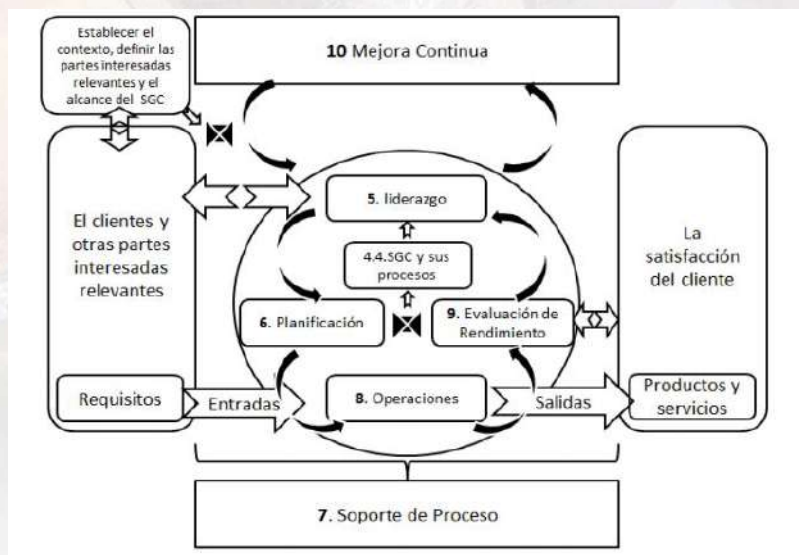 Establecer el
contexto, definir las
partes interesadas
relevantes y el
alcance del SGC
10 Mejora Continua
El clientes y
otras partes
interesadas
relevantes
5. liderazgo
4.4.SGC y sus
procesos
6. Planificación
9. Evaluación de
Rendimiento
La
satisfacción
del cliente
Requisitos
Entradas
8. Operaciones
Salidas
Productos y
servicios
7. Soporte de Proceso